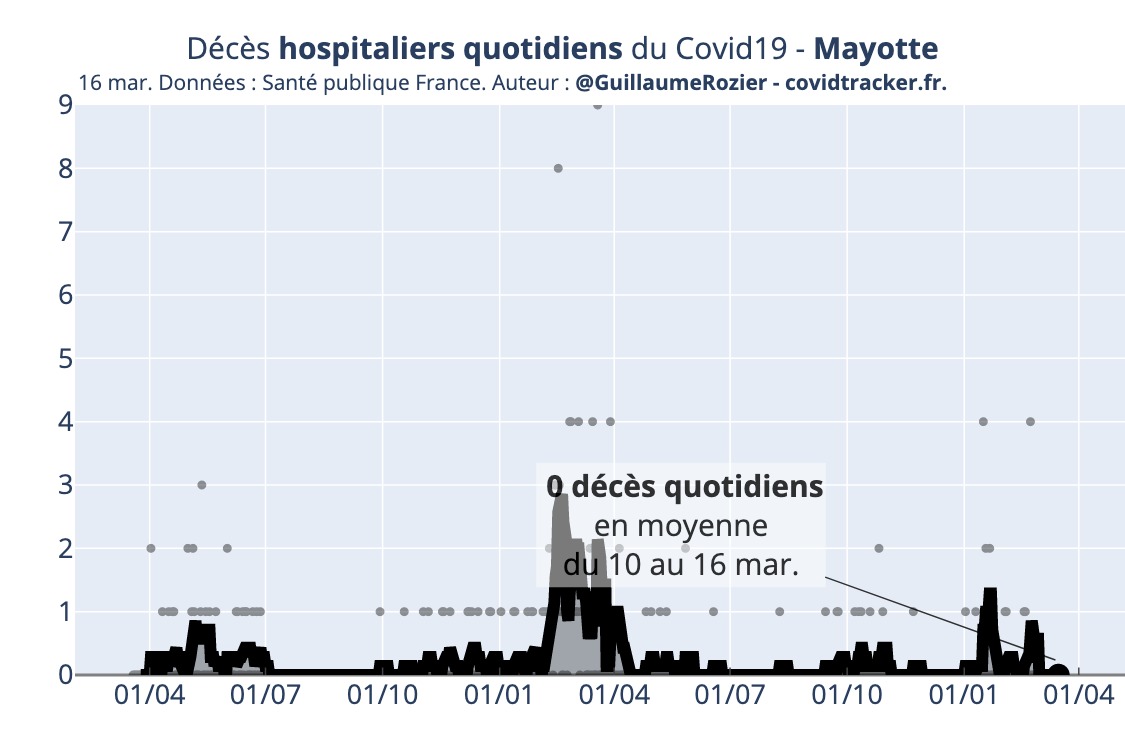 Décès hospitaliers quotidiens du Covid19 - Mayotte
16 mar. Données : Santé publique France. Auteur : @GuillaumeRozier - covidtracker.fr.
9
8
7
6
5
4
3
0 décès quotidiens
en moyenne
2
du 10 au 16 mar.
1
0
01/04 01/07 01/10 01/01 01/04 01/07 01/10 01/01 01/04